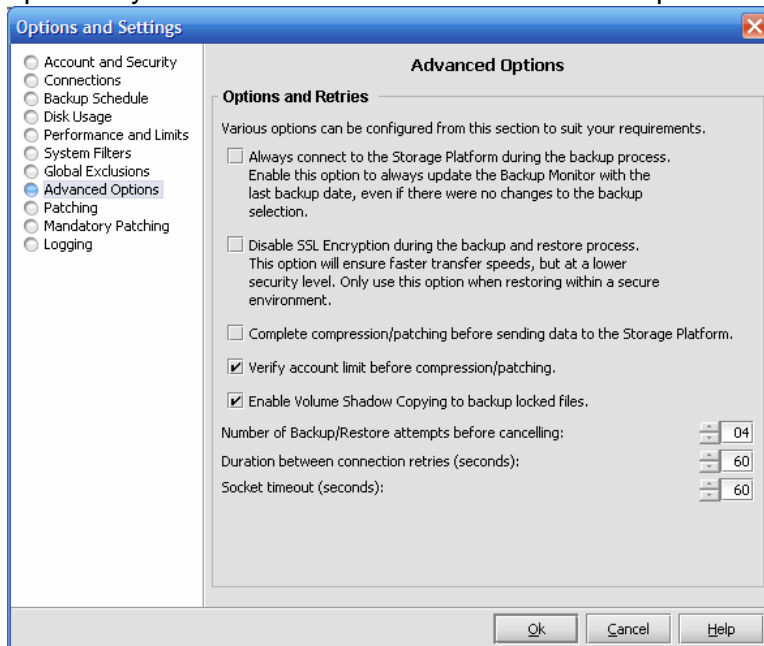 Options and Settings
Account and Security
Connections
Backup Schedule
Disk Usage
Performance and Limits
System Filters
Global Exclusions
Advanced Options
Patching
Mandatory Patching
Logging
Advanced Options
Options and Retries
Various options can be configured from this section to suit your requirements.
Always connect to the Storage Platform during the backup process.
Enable this option to always update the Backup Monitor with the
last backup date, even if there were no changes to the backup
selection.
Disable SSL Encryption during the backup and restore process.
This option will ensure faster transfer speeds, but at a lower
security level. Only use this option when restoring within a secure
environment.
Complete compression/patching before sending data to the Storage Platform.
Verify account limit before compression/patching.
Enable Volume Shadow Copying to backup locked files.
Number of Backup/Restore attempts before cancelling: 04
Duration between connection retries (seconds): 60
Socket timeout (seconds): 60
Ok Cancel Help